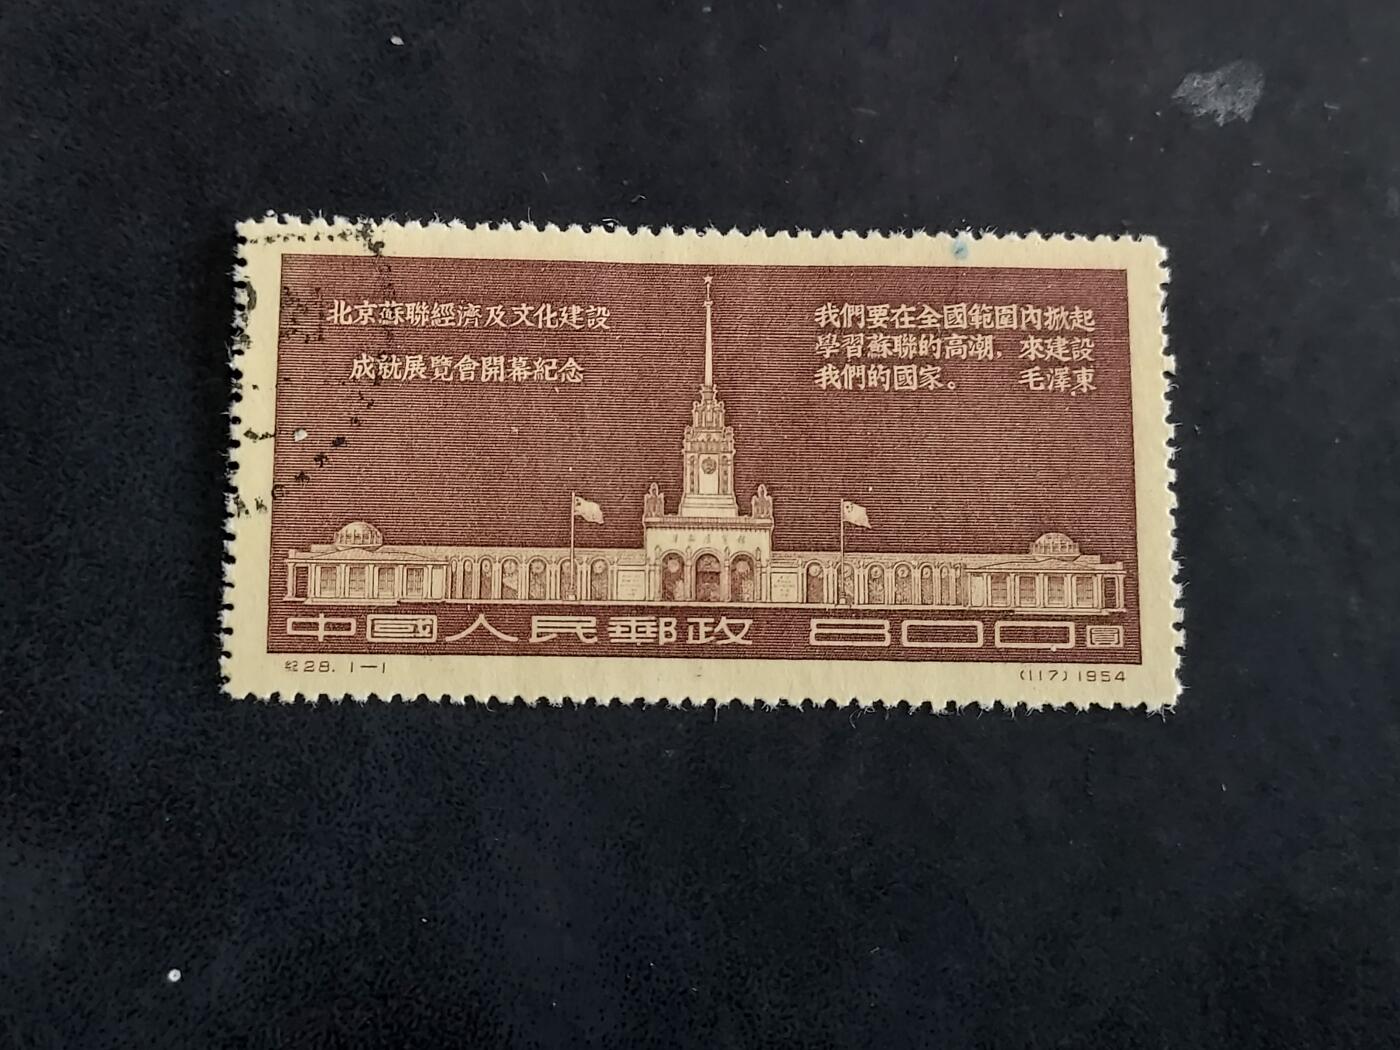 北京蘇聯經濟及文化建設
成就展覽會開幕紀念
我們要在全國範圍內掀起
學習蘇聯的高潮，來建設
我們的國家。 毛澤東
中國人民郵政 800圓
紀28. 1—1
(117) 1954